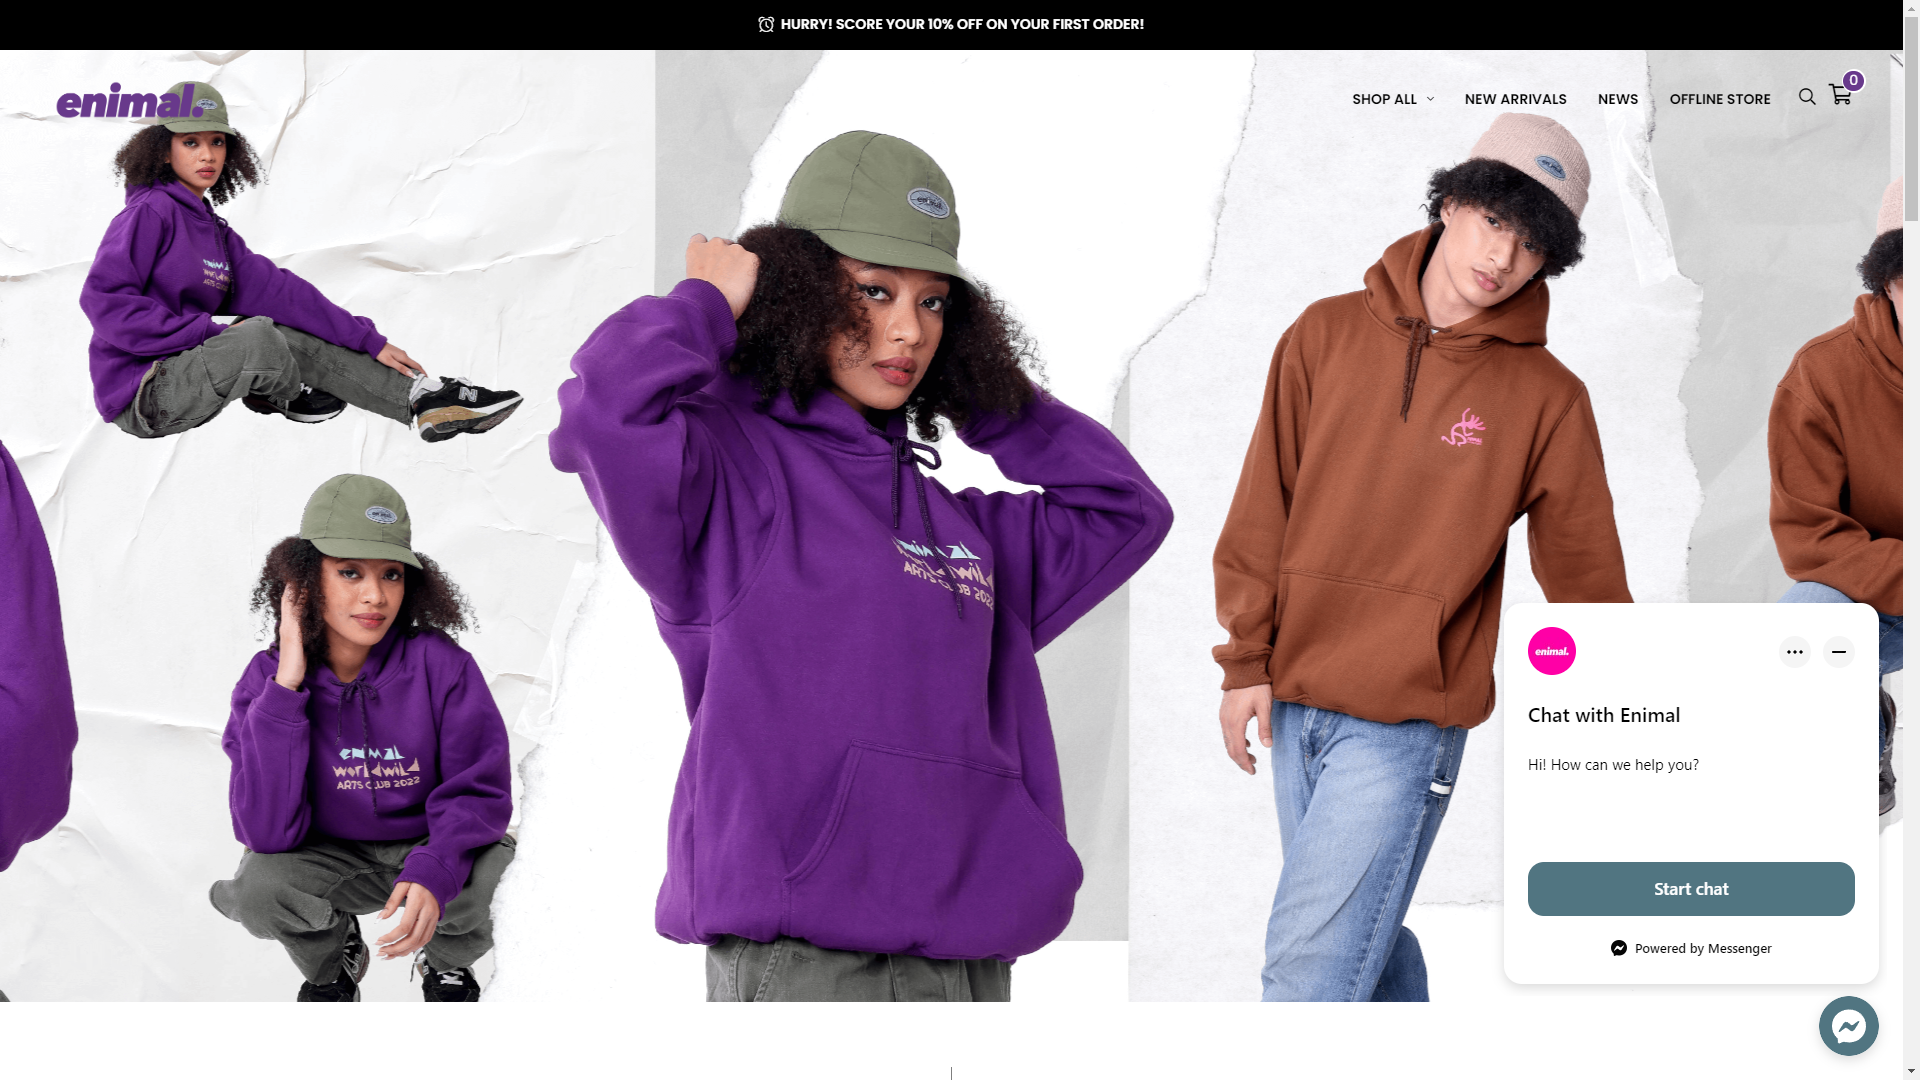 HURRY! SCORE YOUR 10% OFF ON YOUR FIRST ORDER!
enimal.
SHOP ALL
NEW ARRIVALS
NEWS
OFFLINE STORE
0
enimal
worldwild
ARTS CLUB 2022
enimal
worldwild
ARTS CLUB 2022
enimal.
Chat with Enimal
Hi! How can we help you?
Start chat
Powered by Messenger